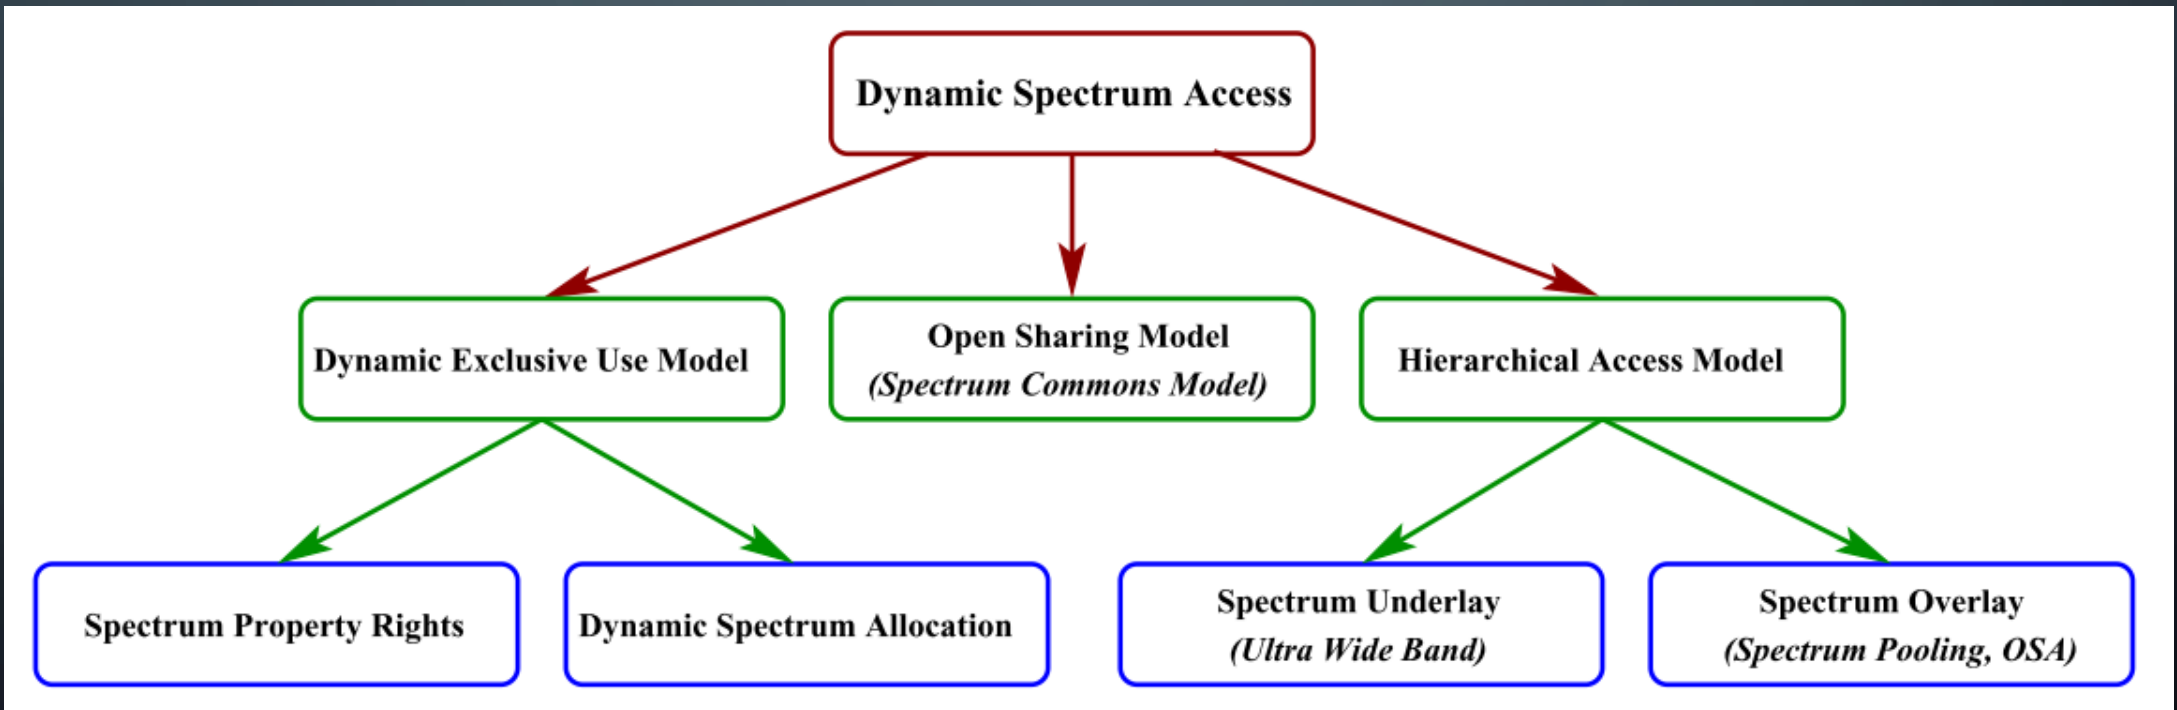 Dynamic Spectrum Access
Dynamic Exclusive Use Model
Open Sharing Model
(Spectrum Commons Model)
Hierarchical Access Model
Spectrum Property Rights
Dynamic Spectrum Allocation
Spectrum Underlay
(Ultra Wide Band)
Spectrum Overlay
(Spectrum Pooling, OSA)